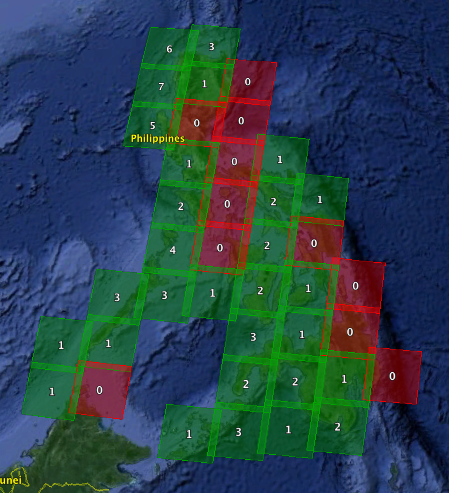 6 3
7 1 0
5 0 0
Philippines
1 0 1
2 0 2 1
4 0 2 0
3 3 1 2 1 0
1 1 3 1 0
1 0 2 2 1 0
1 3 1 2
unei